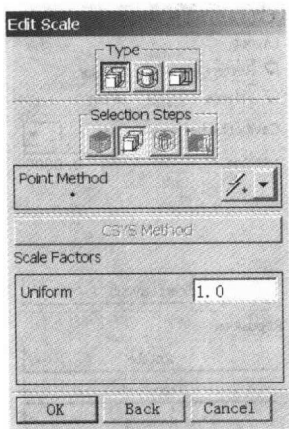 Edit Scale
Type
Selection Steps
Point Method
CSYS Method
Scale Factors
Uniform 1.0
OK Back Cancel